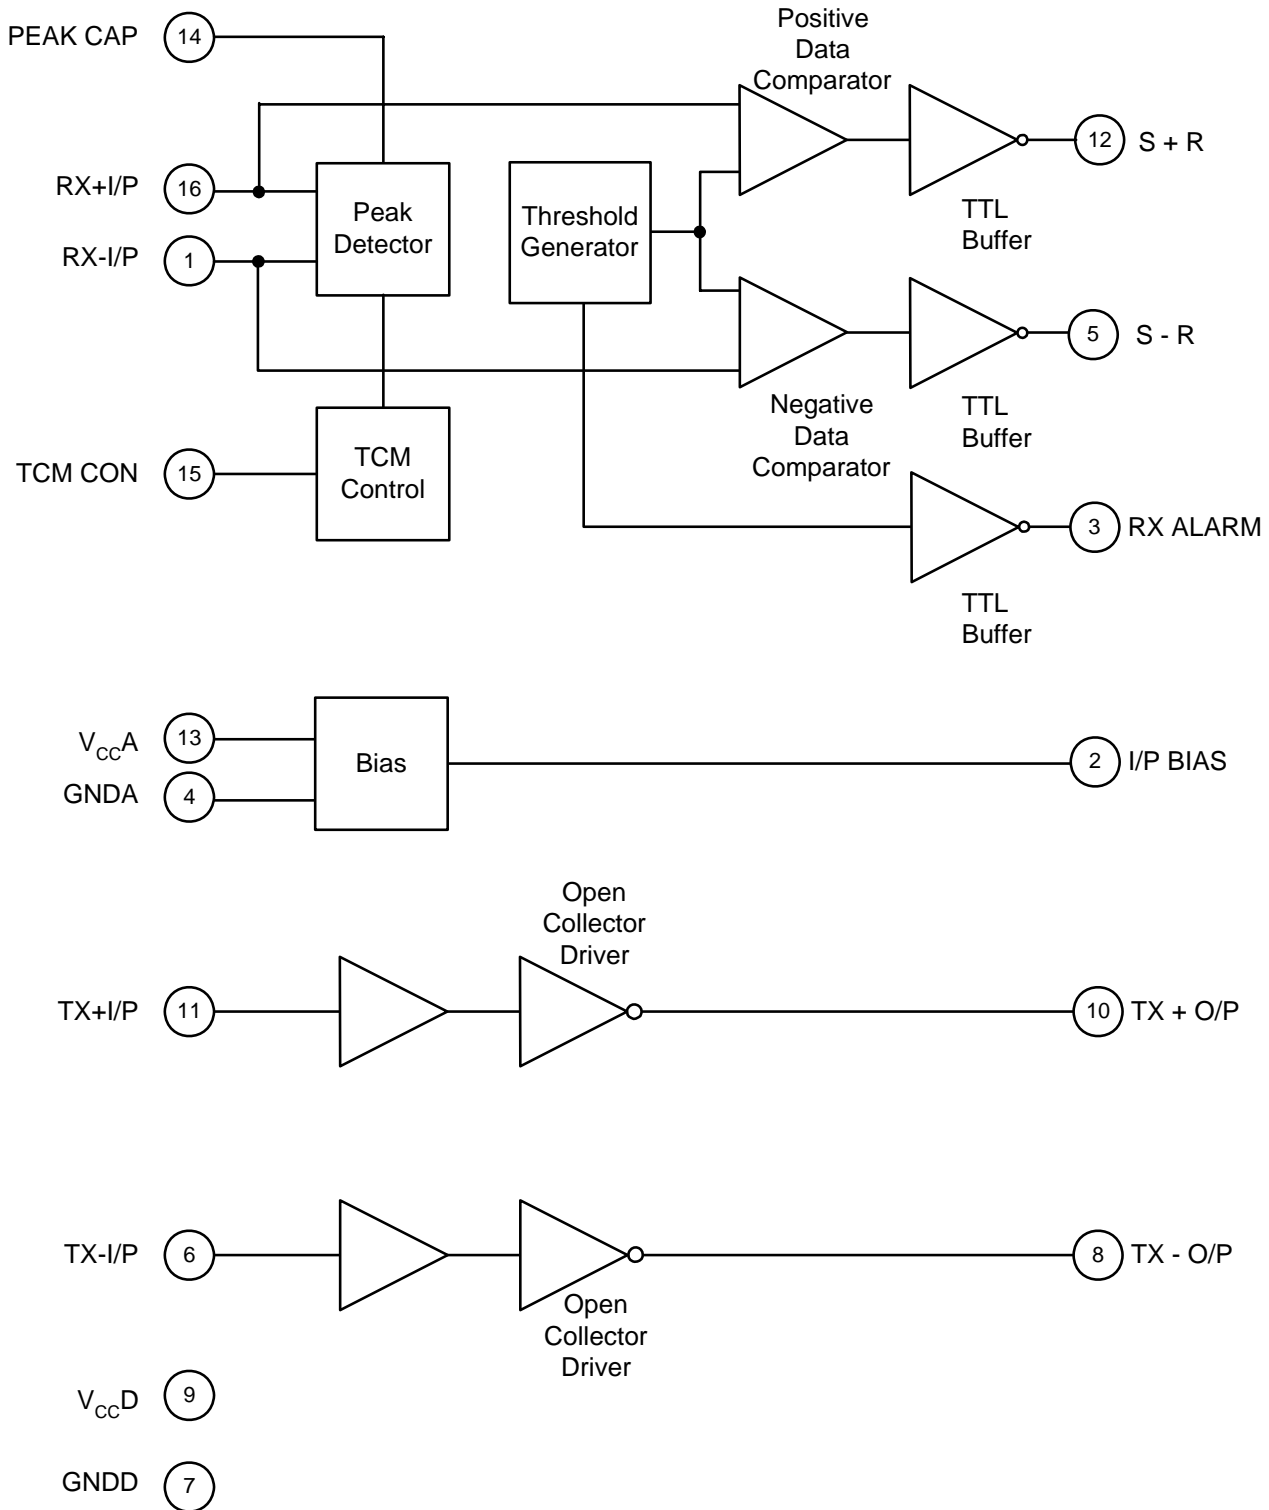 Positive
Data
Comparator
PEAK CAP
14
RX+I/P
16
RX-I/P
1
Peak
Detector
Threshold
Generator
12
S + R
TTL
Buffer
5
S - R
TTL
Buffer
Negative
Data
Comparator
TCM CON
15
TCM
Control
3
RX ALARM
TTL
Buffer
VCCA
13
GNDA
4
Bias
2
I/P BIAS
Open
Collector
Driver
TX+I/P
11
10
TX + O/P
TX-I/P
6
8
TX - O/P
Open
Collector
Driver
VCCD
9
GNDD
7